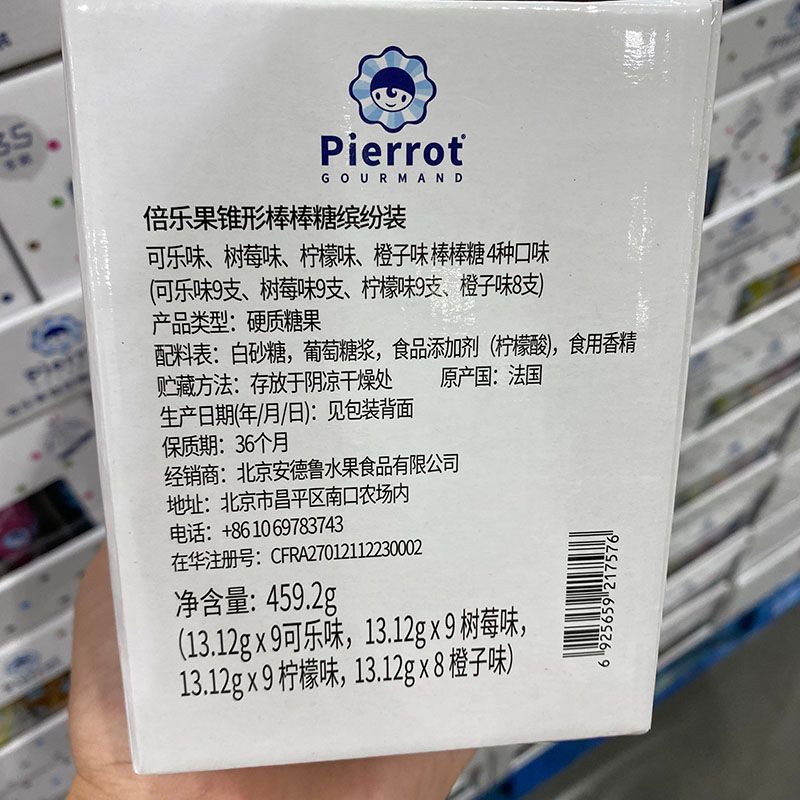 Pierrot
GOURMAND
倍乐果锥形棒棒糖缤纷装
可乐味、树莓味、柠檬味、橙子味 棒棒糖 4种口味
(可乐味9支、树莓味9支、柠檬味9支、橙子味8支)
产品类型：硬质糖果
配料表：白砂糖，葡萄糖浆，食品添加剂（柠檬酸)，食用香精
贮藏方法：存放于阴凉干燥处 原产国：法国
生产日期(年/月/日)：见包装背面
保质期：36个月
经销商：北京安德鲁水果食品有限公司
地址：北京市昌平区南口农场内
电话：+86 10 69783743
在华注册号：CFRA27012112230002
净含量: 459.2g
(13.12g x 9可乐味，13.12g x 9 树莓味，
13.12g x 9 柠檬味, 13.12g x 8 橙子味)
6 925659 217576